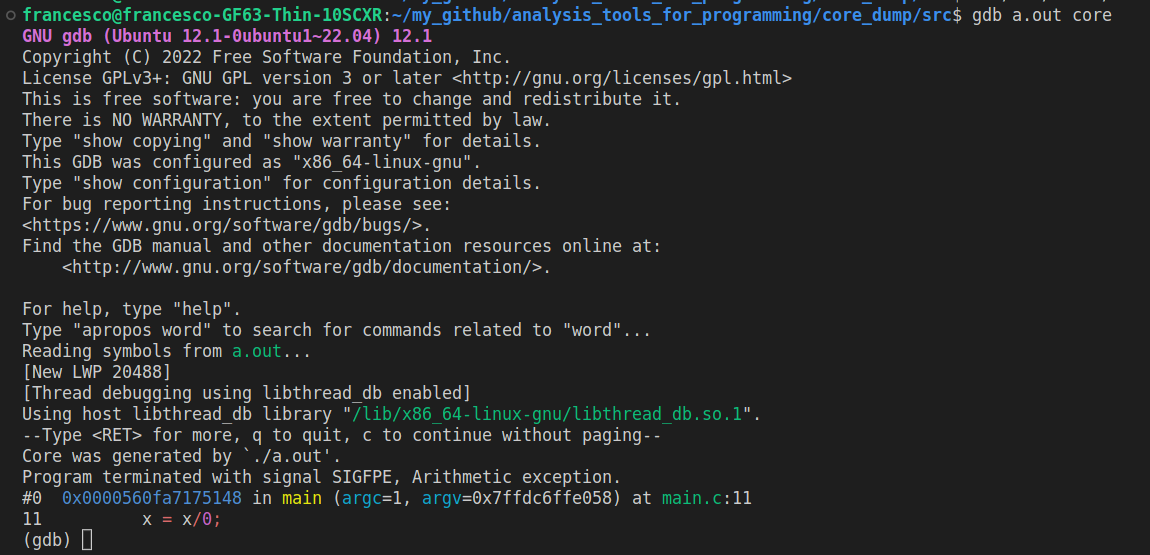 francesco@francesco-GF63-Thin-10SCXR:~/my_github/analysis_tools_for_programming/core_dump/src$ gdb a.out core
GNU gdb (Ubuntu 12.1-0ubuntu1~22.04) 12.1
Copyright (C) 2022 Free Software Foundation, Inc.
License GPLv3+: GNU GPL version 3 or later <http://gnu.org/licenses/gpl.html>
This is free software: you are free to change and redistribute it.
There is NO WARRANTY, to the extent permitted by law.
Type "show copying" and "show warranty" for details.
This GDB was configured as "x86_64-linux-gnu".
Type "show configuration" for configuration details.
For bug reporting instructions, please see:
<https://www.gnu.org/software/gdb/bugs/>.
Find the GDB manual and other documentation resources online at:
    <http://www.gnu.org/software/gdb/documentation/>.

For help, type "help".
Type "apropos word" to search for commands related to "word"...
Reading symbols from a.out...
[New LWP 20488]
[Thread debugging using libthread_db enabled]
Using host libthread_db library "/lib/x86_64-linux-gnu/libthread_db.so.1".
--Type <RET> for more, q to quit, c to continue without paging--
Core was generated by `./a.out'.
Program terminated with signal SIGFPE, Arithmetic exception.
#0  0x0000560fa7175148 in main (argc=1, argv=0x7ffdc6ffe058) at main.c:11
11          x = x/0;
(gdb)